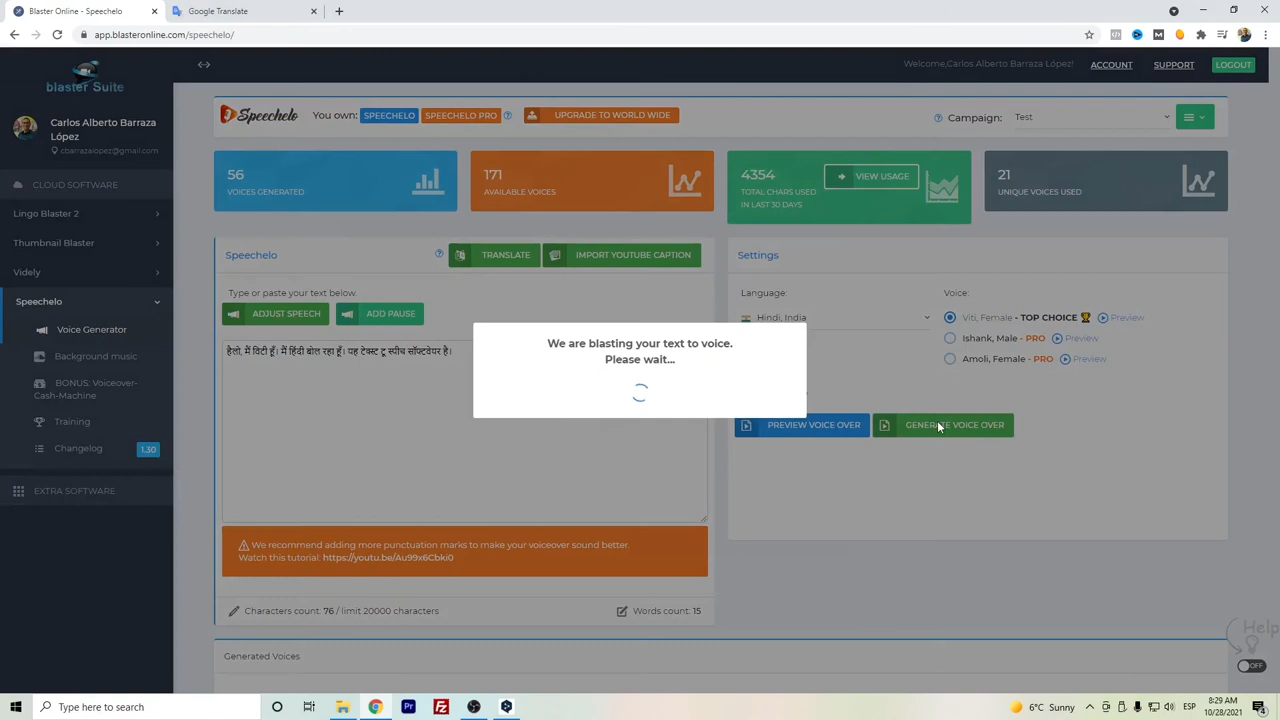 Blaster Online - Speechelo
Google Translate
app.blasteronline.com/speechelo/
blaster Suite
Welcome,Carlos Alberto Barraza López!
ACCOUNT
SUPPORT
LOGOUT
Carlos Alberto Barraza
López
cbarrazalopez@gmail.com
CLOUD SOFTWARE
Lingo Blaster 2
Thumbnail Blaster
Videly
Speechelo
Voice Generator
Background music
BONUS: Voiceover-
Cash-Machine
Training
Changelog
1.30
EXTRA SOFTWARE
Speechelo
You own:
SPEECHELO
SPEECHELO PRO
UPGRADE TO WORLD WIDE
Campaign:
Test
56
VOICES GENERATED
171
AVAILABLE VOICES
4354
TOTAL CHARS USED
IN LAST 30 DAYS
VIEW USAGE
21
UNIQUE VOICES USED
Speechelo
TRANSLATE
IMPORT YOUTUBE CAPTION
Type or paste your text below.
ADJUST SPEECH
ADD PAUSE
हैलो, मैं विटी हूँ। मैं हिंदी बोल रहा हूँ। यह टेक्स्ट टू स्पीच सॉफ्टवेयर है।
We recommend adding more punctuation marks to make your voiceover sound better.
Watch this tutorial: https://youtu.be/Au99x6Cbki0
Characters count: 76 / limit 20000 characters
Words count: 15
Settings
Language:
Hindi, India
Voice:
Viti, Female - TOP CHOICE
Preview
Ishank, Male - PRO
Preview
Amoli, Female - PRO
Preview
We are blasting your text to voice.
Please wait...
PREVIEW VOICE OVER
GENERATE VOICE OVER
Generated Voices
Help
OFF
Type here to search
6°C Sunny
ESP
8:29 AM
10/28/2021
4